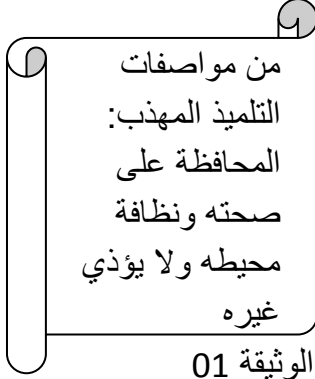 من مواصفات
التلميذ المهذب:
المحافظة على
صحته ونظافة
محيطه ولا يؤذي
غيره
الوثيقة 01